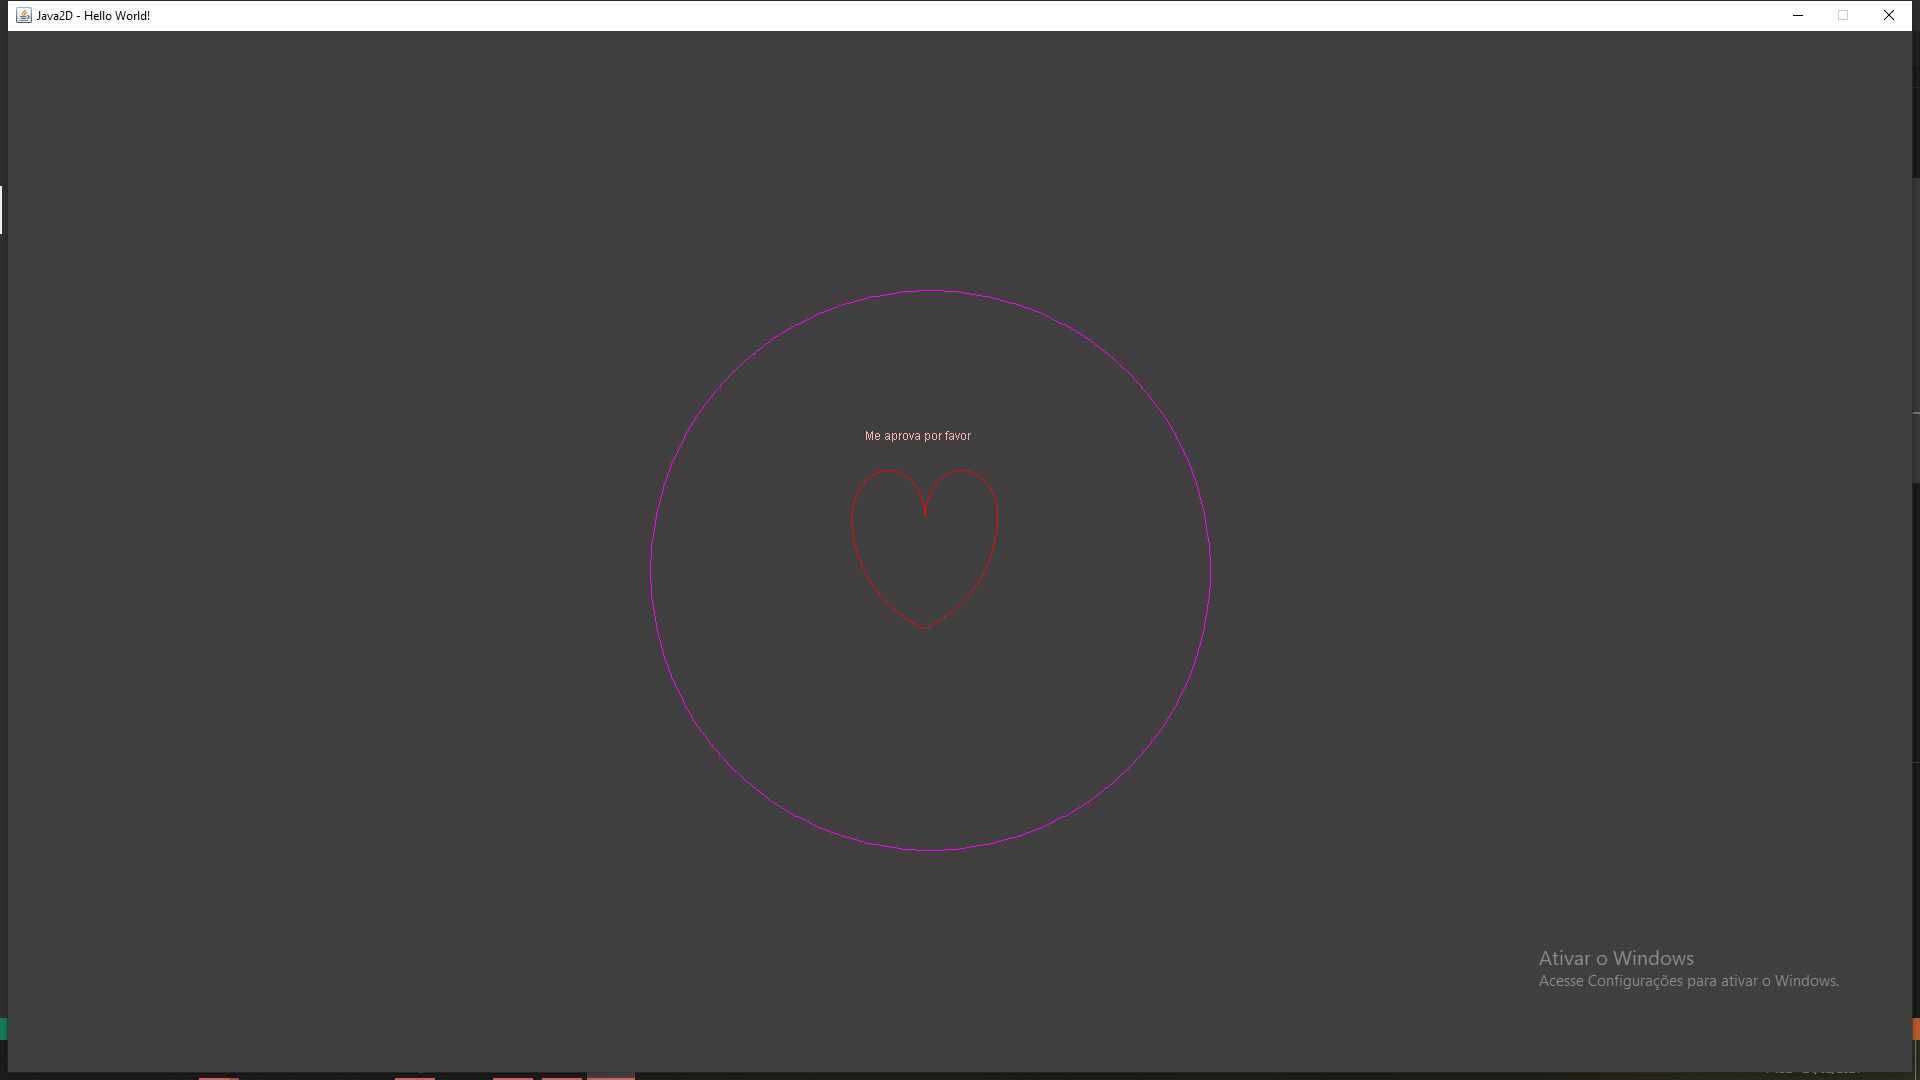 Java2D - Hello World!
Me aprova por favor
Ativar o Windows
Acesse Configurações para ativar o Windows.